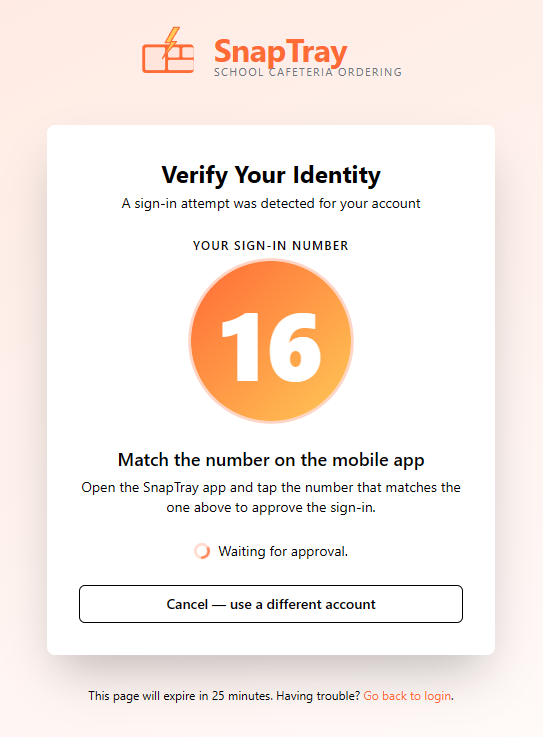 SnapTray
SCHOOL CAFETERIA ORDERING
Verify Your Identity
A sign-in attempt was detected for your account
YOUR SIGN-IN NUMBER
16
Match the number on the mobile app
Open the SnapTray app and tap the number that matches the
one above to approve the sign-in.
Waiting for approval.
Cancel — use a different account
This page will expire in 25 minutes. Having trouble? Go back to login.